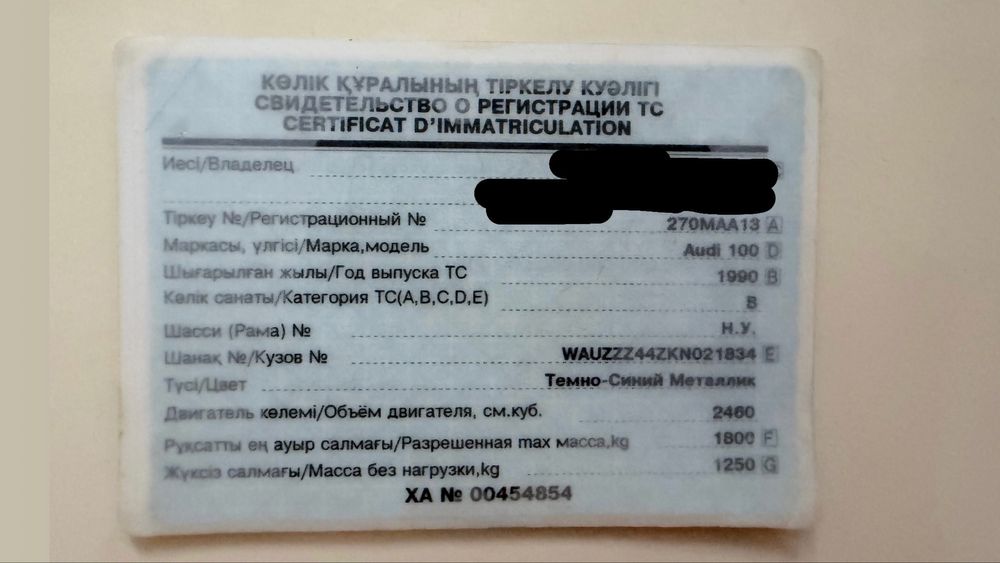 КӨЛІК ҚҰРАЛЫНЫҢ ТІРКЕЛУ КУӘЛІГІ
СВИДЕТЕЛЬСТВО О РЕГИСТРАЦИИ ТС
CERTIFICAT D'IMMATRICULATION
Иесі/Владелец
Тіркеу №/Регистрационный № 270MAA13 A
Маркасы, үлгісі/Марка,модель Audi 100 D
Шығарылған жылы/Год выпуска ТС 1990 B
Көлік санаты/Категория ТС(A,B,C,D,E) B
Шасси (Рама) № Н.У.
Шанақ №/Кузов № WAUZZZ44ZKN021834 E
Түсі/Цвет Темно-Синий Металлик
Двигатель көлемі/Объём двигателя, см.куб. 2460
Рұқсатты ең ауыр салмағы/Разрешенная max масса,kg 1800 F
Жүксіз салмағы/Масса без нагрузки,kg 1250 G
ХА № 00454854